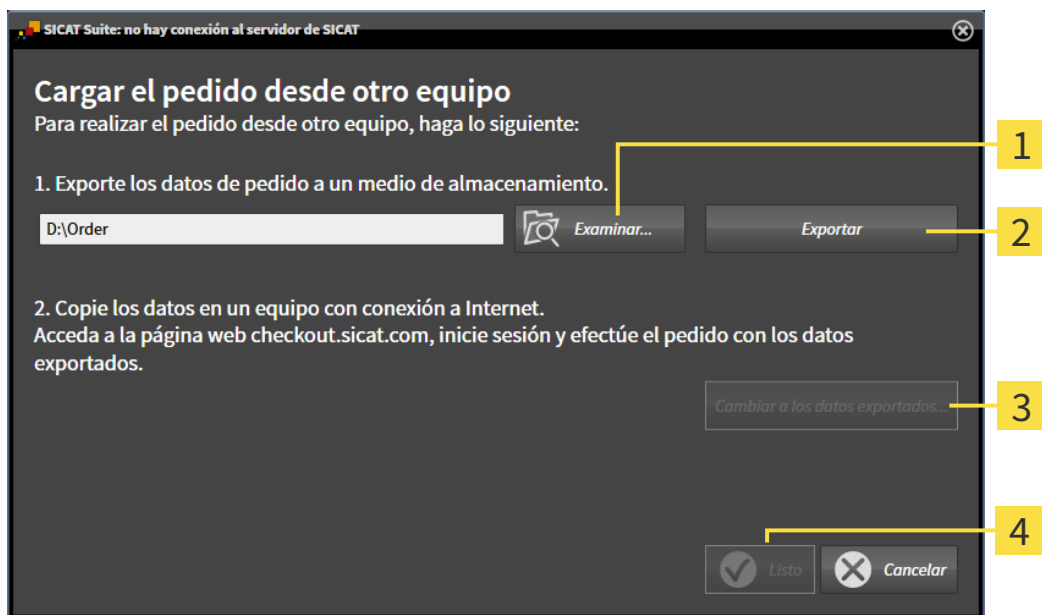 SICAT Suite: no hay conexión al servidor de SICAT
Cargar el pedido desde otro equipo
Para realizar el pedido desde otro equipo, haga lo siguiente:
1
1. Exporte los datos de pedido a un medio de almacenamiento.
D:\Order
Examinar...
Exportar
2
2. Copie los datos en un equipo con conexión a Internet.
Acceda a la página web checkout.sicat.com, inicie sesión y efectúe el pedido con los datos
exportados.
Cambiar a los datos exportados...
3
4
Listo
Cancelar